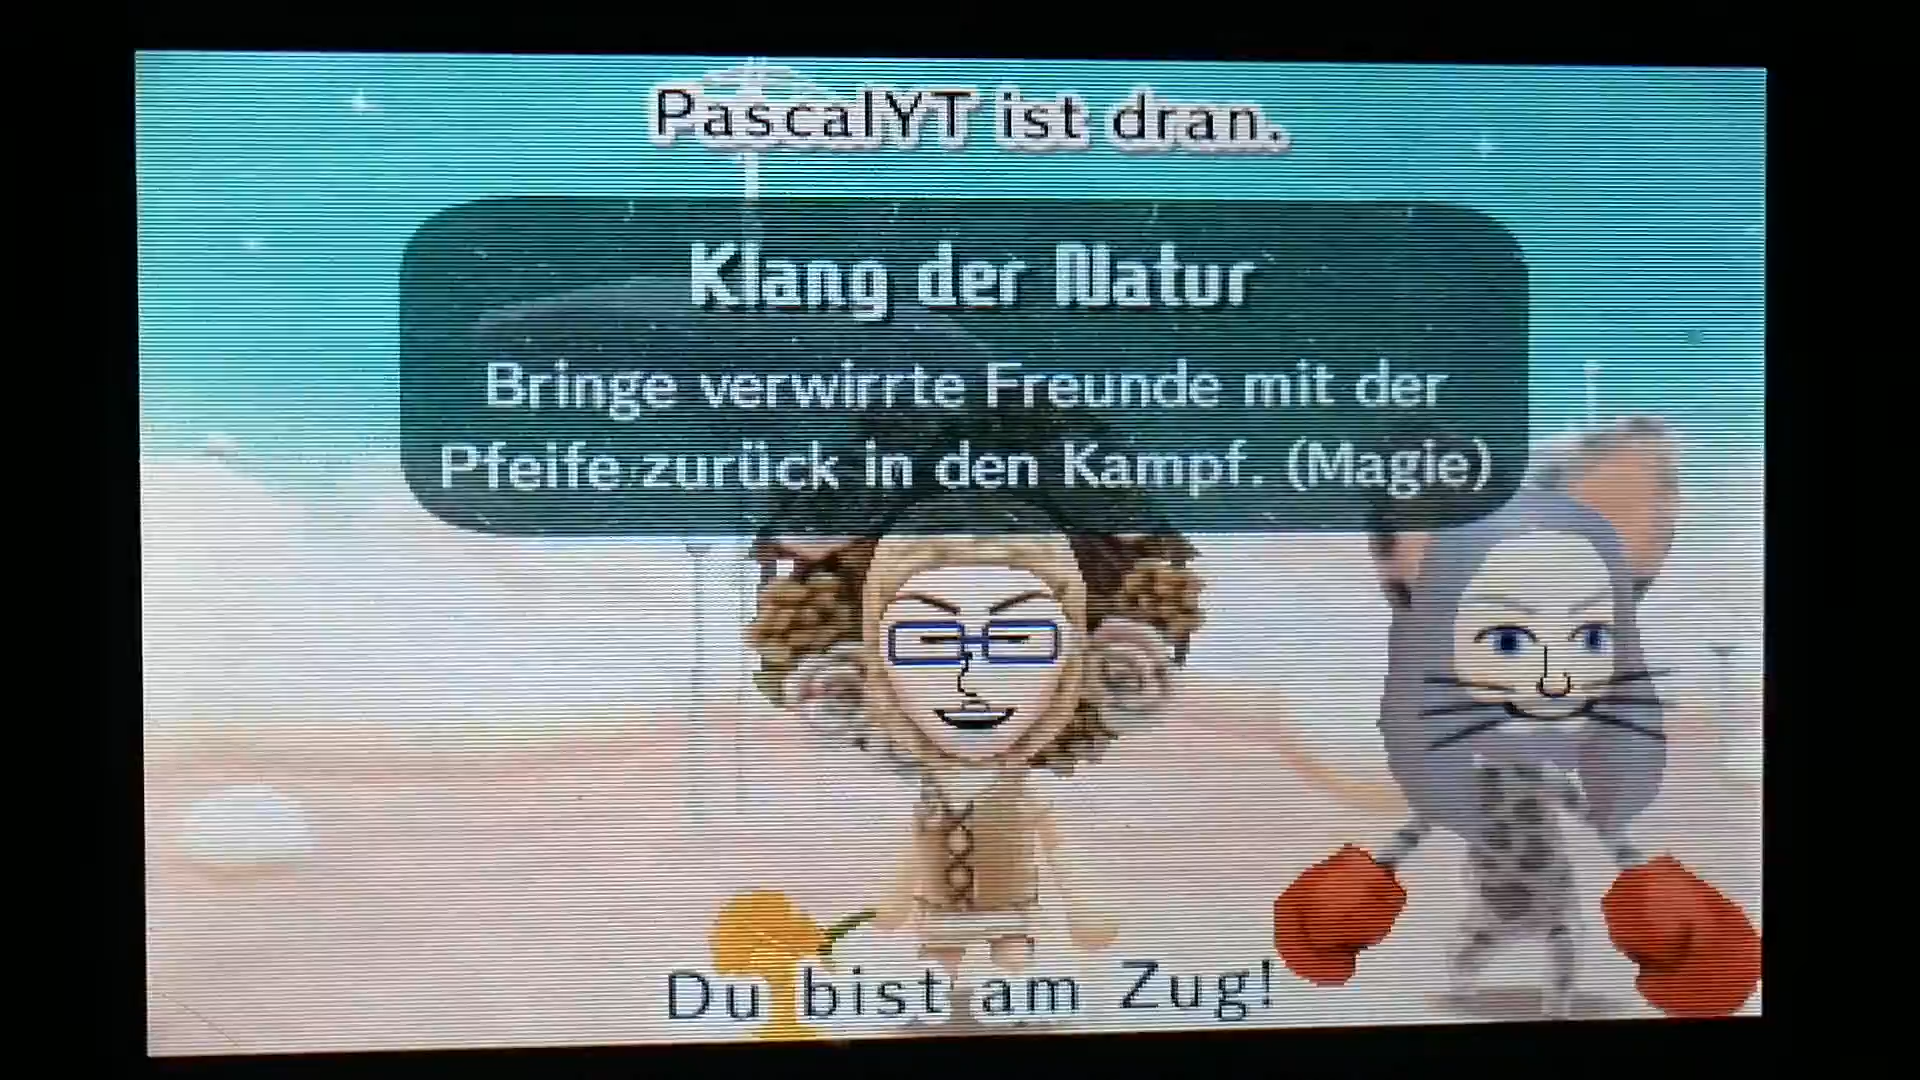 PascalYT ist dran.
Klang der Natur
Bringe verwirrte Freunde mit der
Pfeife zurück in den Kampf. (Magie)
Du bist am Zug!